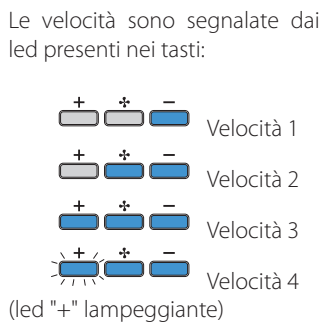 Le velocità sono segnalate dai
led presenti nei tasti:
+ −
Velocità 1
+ −
Velocità 2
+ −
Velocità 3
+ −
Velocità 4
(led "+" lampeggiante)